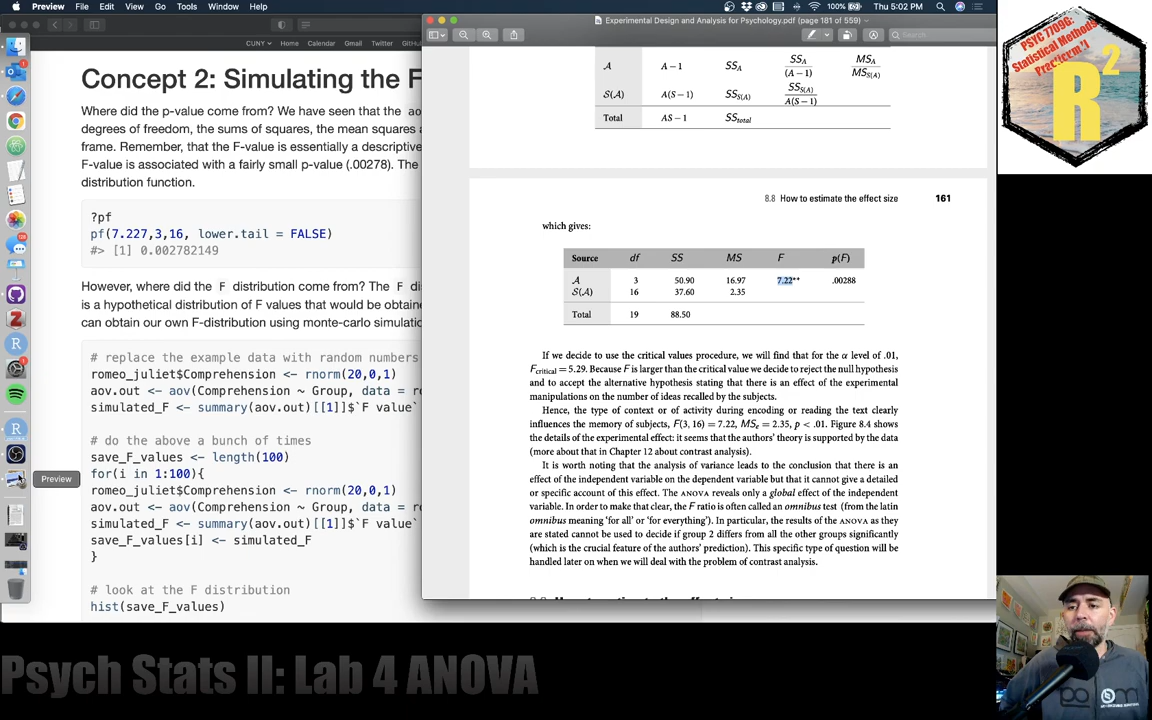 Preview File Edit View Go Tools Window Help
100% Thu 5:02 PM
CUNY Home Calendar Gmail Twitter
Concept 2: Simulating the F
Where did the p-value come from? We have seen that the
degrees of freedom, the sums of squares, the mean squares
frame. Remember, that the F-value is essentially a descriptive
F-value is associated with a fairly small p-value (.00278). The
distribution function.
?pf
pf(7.227,3,16, lower.tail = FALSE)
#> [1] 0.002782149
However, where did the F distribution come from? The F
is a hypothetical distribution of F values that would be
can obtain our own F-distribution using monte-carlo
# replace the example data with random numbers
romeo_juliet$Comprehension <- rnorm(20,0,1)
aov.out <- aov(Comprehension ~ Group, data =
simulated_F <- summary(aov.out)[[1]]$`F value`
# do the above a bunch of times
save_F_values <- length(100)
for(i in 1:100){
romeo_juliet$Comprehension <- rnorm(20,0,1)
aov.out <- aov(Comprehension ~ Group, data =
simulated_F <- summary(aov.out)[[1]]$`F value`
save_F_values[i] <- simulated_F
}
# look at the F distribution
hist(save_F_values)
Preview
Experimental Design and Analysis for Psychology.pdf (page 181 of 559)
Search
A A − 1 SSA SSA (A − 1) MSA MSS(A)
S(A) A(S − 1) SSS(A) SSS(A) A(S − 1)
Total AS − 1 SStotal
8.8 How to estimate the effect size 161
which gives:
Source df SS MS F p(F)
A 3 50.90 16.97 7.22** .00288
S(A) 16 37.60 2.35
Total 19 88.50
If we decide to use the critical values procedure, we will find that for the α level of .01,
Fcritical = 5.29. Because F is larger than the critical value we decide to reject the null hypothesis
and to accept the alternative hypothesis stating that there is an effect of the experimental
manipulations on the number of ideas recalled by the subjects.
Hence, the type of context or of activity during encoding or reading the text clearly
influences the memory of subjects, F(3, 16) = 7.22, MSe = 2.35, p < .01. Figure 8.4 shows
the details of the experimental effect: it seems that the authors' theory is supported by the data
(more about that in Chapter 12 about contrast analysis).
It is worth noting that the analysis of variance leads to the conclusion that there is an
effect of the independent variable on the dependent variable but that it cannot give a detailed
or specific account of this effect. The ANOVA reveals only a global effect of the independent
variable. In order to make that clear, the F ratio is often called an omnibus test (from the latin
omnibus meaning 'for all' or 'for everything'). In particular, the results of the ANOVA as they
are stated cannot be used to decide if group 2 differs from all the other groups significantly
(which is the crucial feature of the authors' prediction). This specific type of question will be
handled later on when we will deal with the problem of contrast analysis.
PSYC 7709G:
Statistical Methods
R2
Psych Stats II: Lab 4 ANOVA